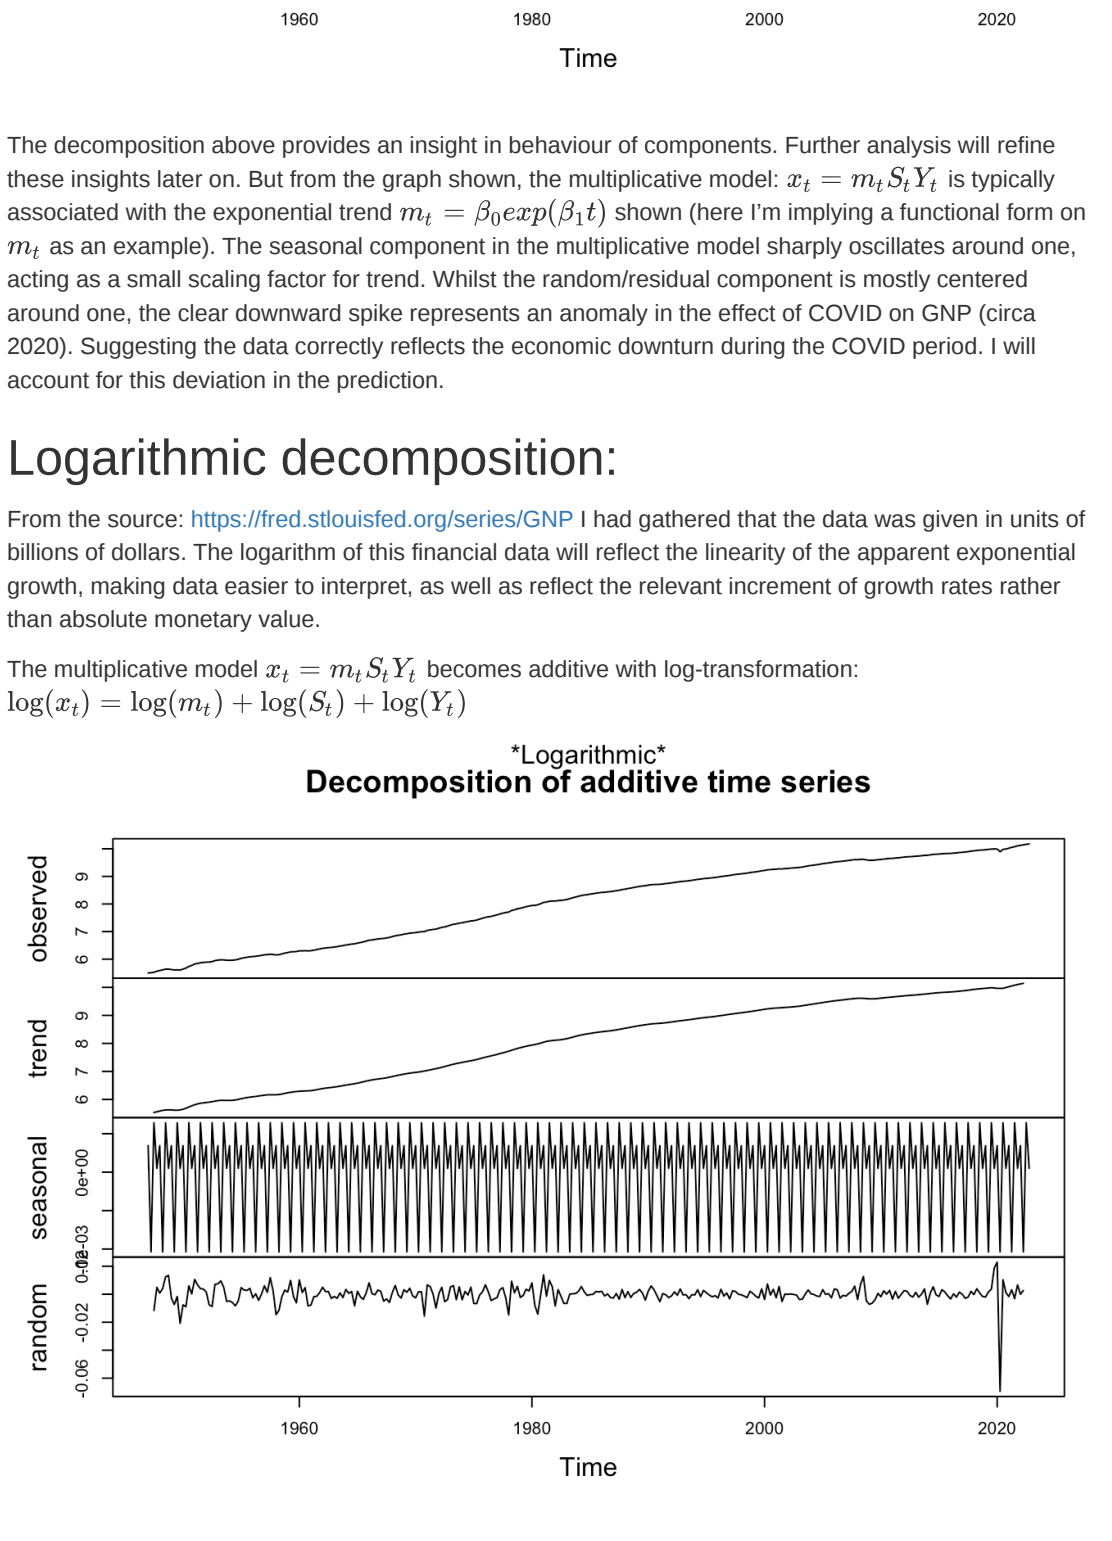 1960 1980 2000 2020
Time
The decomposition above provides an insight in behaviour of components. Further analysis will refine
these insights later on. But from the graph shown, the multiplicative model: x_t = m_t S_t Y_t is typically
associated with the exponential trend m_t = β_0 exp(β_1 t) shown (here I'm implying a functional form on
m_t as an example). The seasonal component in the multiplicative model sharply oscillates around one,
acting as a small scaling factor for trend. Whilst the random/residual component is mostly centered
around one, the clear downward spike represents an anomaly in the effect of COVID on GNP (circa
2020). Suggesting the data correctly reflects the economic downturn during the COVID period. I will
account for this deviation in the prediction.
Logarithmic decomposition:
From the source: https://fred.stlouisfed.org/series/GNP I had gathered that the data was given in units of
billions of dollars. The logarithm of this financial data will reflect the linearity of the apparent exponential
growth, making data easier to interpret, as well as reflect the relevant increment of growth rates rather
than absolute monetary value.
The multiplicative model x_t = m_t S_t Y_t becomes additive with log-transformation:
log(x_t) = log(m_t) + log(S_t) + log(Y_t)
*Logarithmic*
Decomposition of additive time series
observed
9
8
7
6
trend
9
8
7
6
seasonal
0e+00
random
-0.02
-0.06
1960 1980 2000 2020
Time